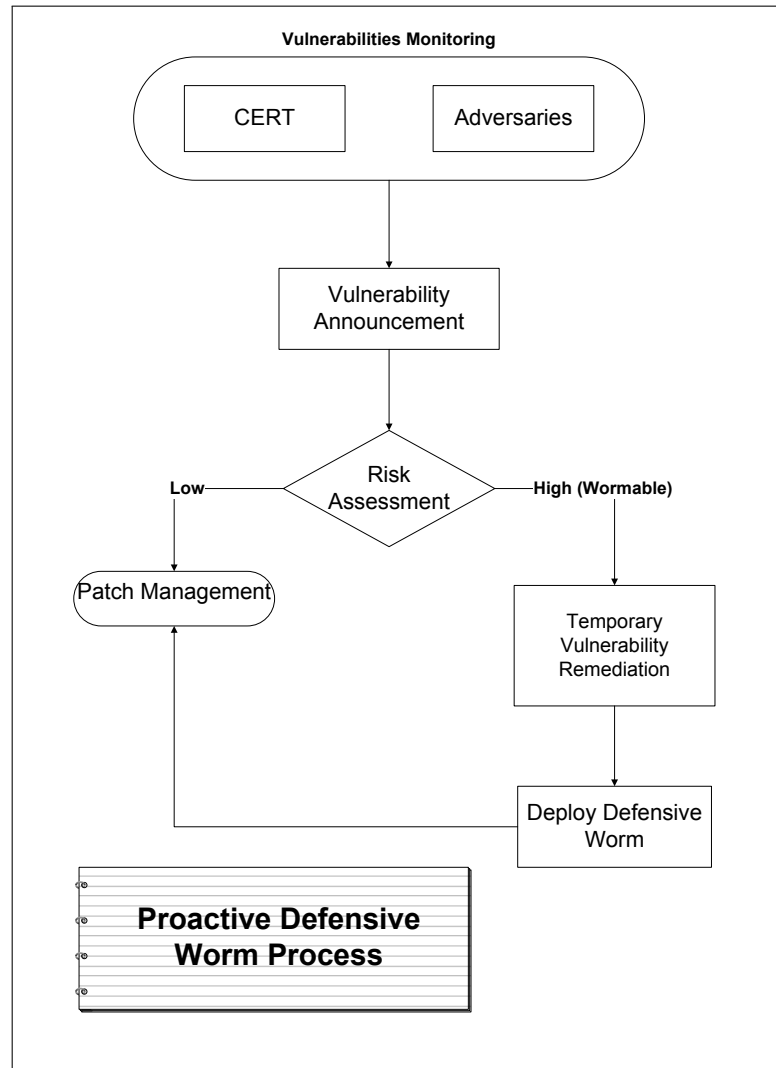 Vulnerabilities Monitoring
CERT
Adversaries
Vulnerability
Announcement
Risk
Assessment
Low
High (Wormable)
Patch Management
Temporary
Vulnerability
Remediation
Deploy Defensive
Worm
Proactive Defensive
Worm Process